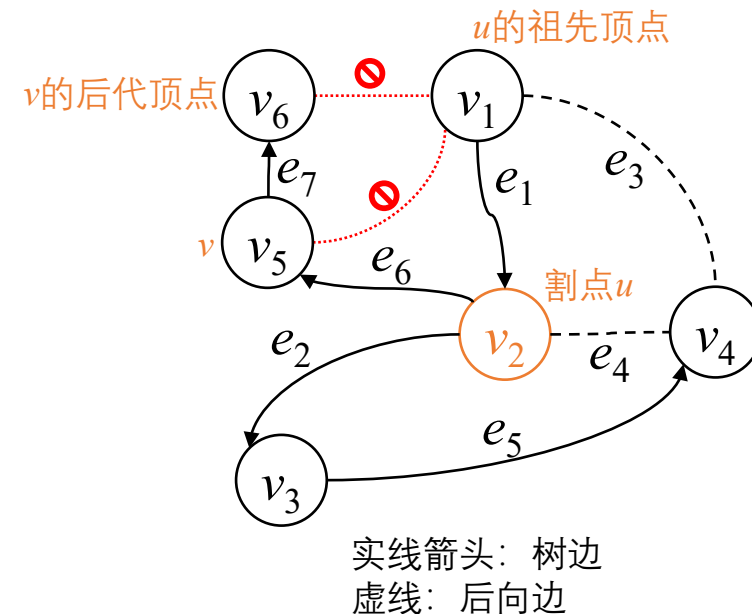 u的祖先顶点
v的后代顶点
v₆
v₁
e₃
e₇
e₁
v
v₅
e₆
割点u
e₂
v₂
e₄
v₄
e₅
v₃
实线箭头：树边
虚线：后向边